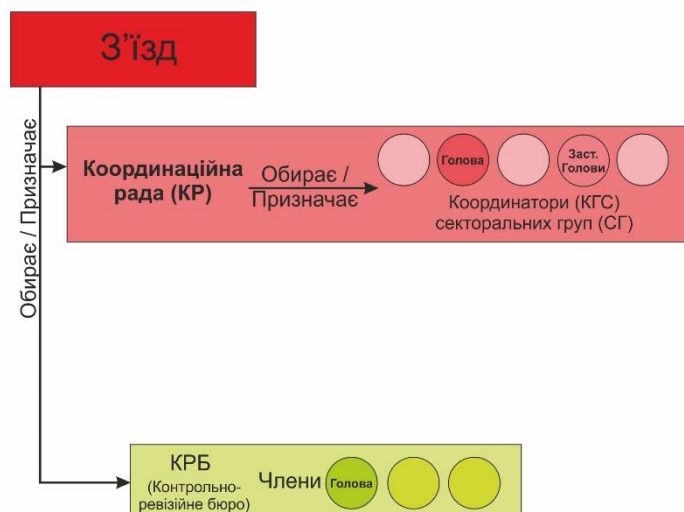 З’їзд
Обирає / Призначає
Координаційна
рада (КР)
Обирає /
Призначає
Голова
Заст.
Голови
Координатори (КГС)
секторальних груп (СГ)
КРБ
(Контрольно-
ревізійне бюро)
Члени
Голова